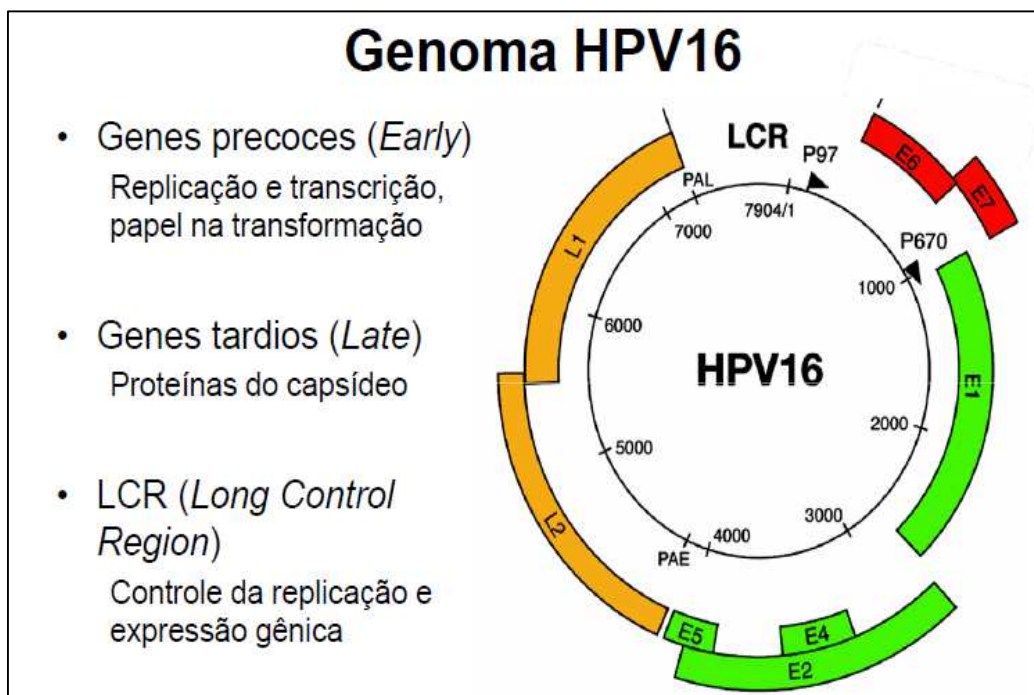 Genoma HPV16
• Genes precoces (Early)
Replicação e transcrição,
papel na transformação
• Genes tardios (Late)
Proteínas do capsídeo
• LCR (Long Control
Region)
Controle da replicação e
expressão gênica
LCR
P97
E6
E7
PAL
7904/1
7000
P670
1000
L1
6000
HPV16
E1
2000
5000
L2
3000
4000
PAE
E5
E4
E2